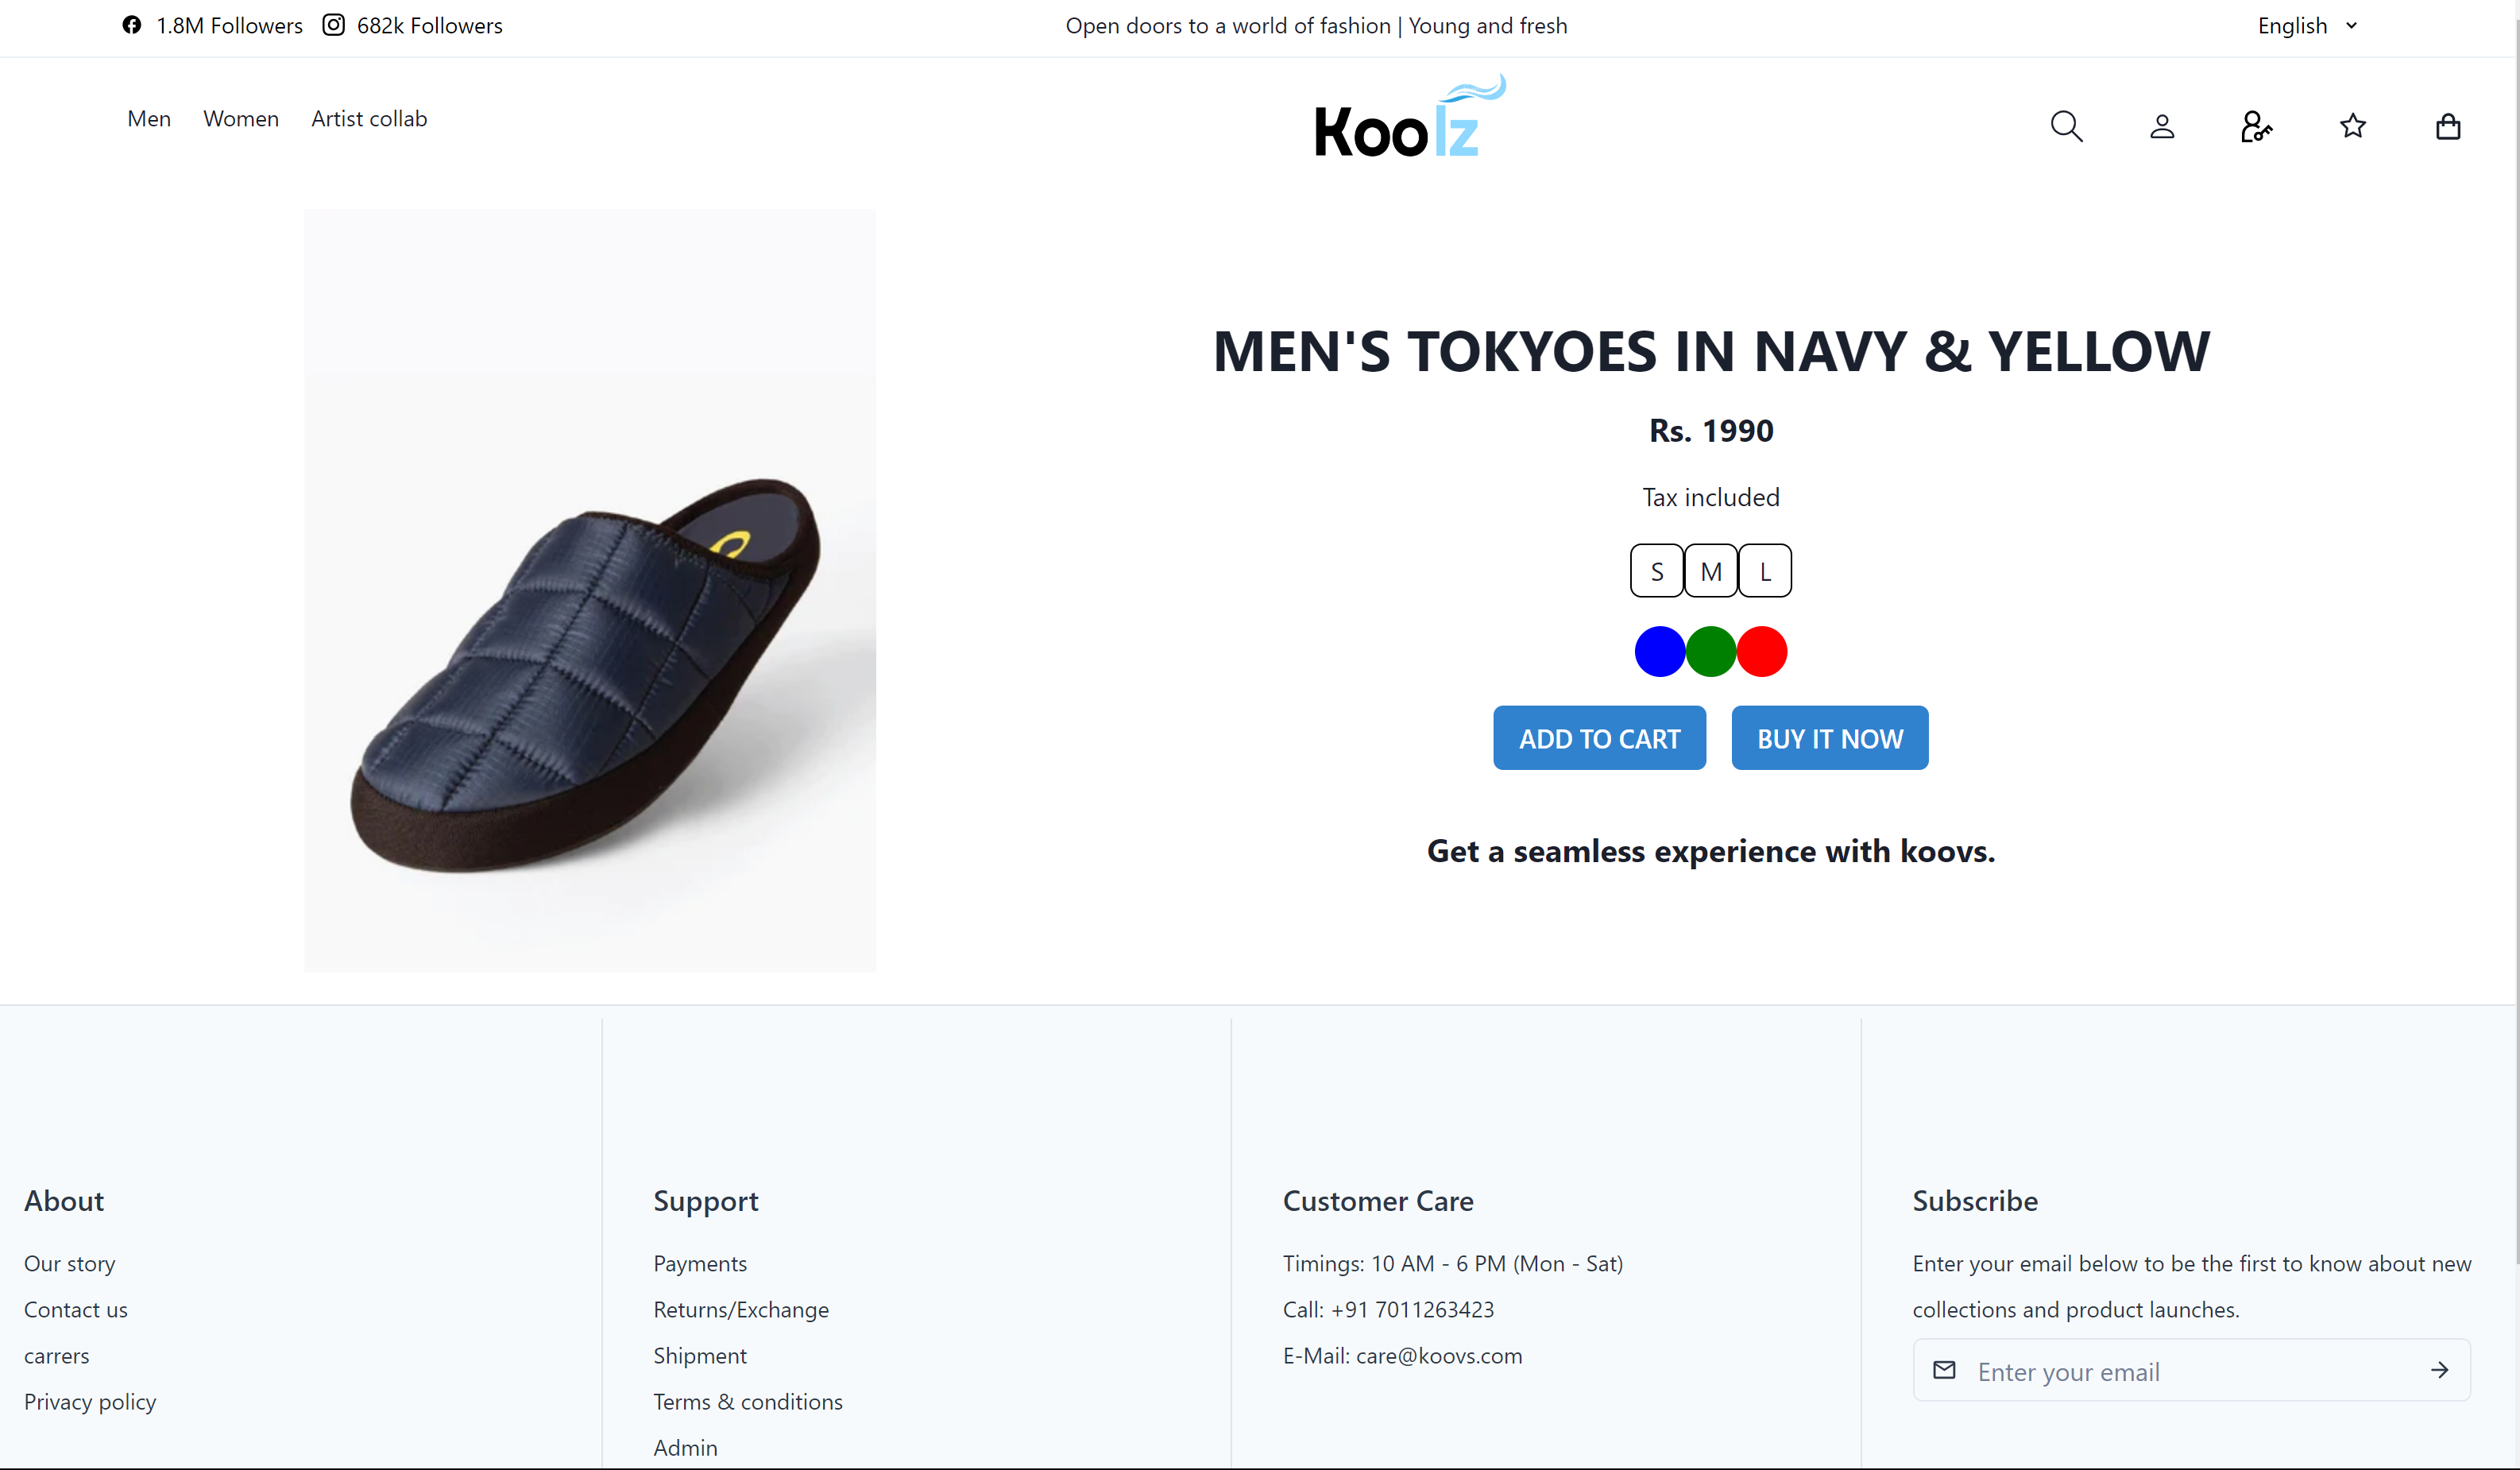 1.8M Followers 682k Followers
Open doors to a world of fashion | Young and fresh
English
Men Women Artist collab
Koolz
MEN'S TOKYOES IN NAVY & YELLOW
Rs. 1990
Tax included
S M L
ADD TO CART BUY IT NOW
Get a seamless experience with koovs.
About
Our story
Contact us
carrers
Privacy policy
Support
Payments
Returns/Exchange
Shipment
Terms & conditions
Admin
Customer Care
Timings: 10 AM - 6 PM (Mon - Sat)
Call: +91 7011263423
E-Mail: care@koovs.com
Subscribe
Enter your email below to be the first to know about new
collections and product launches.
Enter your email